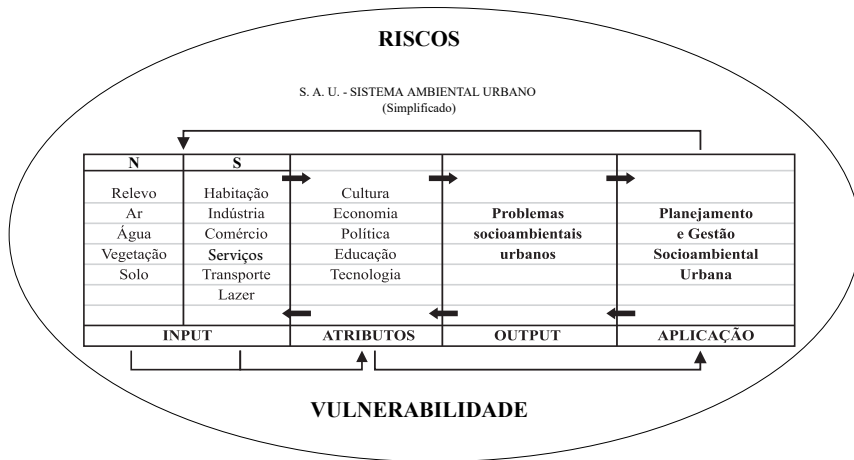 RISCOS
S. A. U. - SISTEMA AMBIENTAL URBANO
(Simplificado)
N S
Relevo Habitação Cultura
Ar Indústria Economia Problemas Planejamento
Água Comércio Política socioambientais e Gestão
Vegetação Serviços Educação urbanos Socioambiental
Solo Transporte Tecnologia Urbana
Lazer
INPUT ATRIBUTOS OUTPUT APLICAÇÃO
VULNERABILIDADE